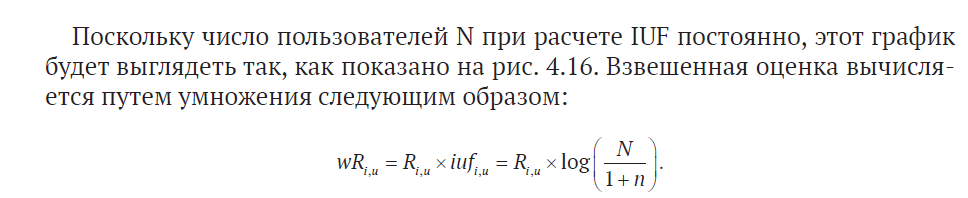 Поскольку число пользователей N при расчете IUF постоянно, этот график
будет выглядеть так, как показано на рис. 4.16. Взвешенная оценка вычисля-
ется путем умножения следующим образом:
wR_{i,u} = R_{i,u} × iuf_{i,u} = R_{i,u} × log(N / (1 + n)).